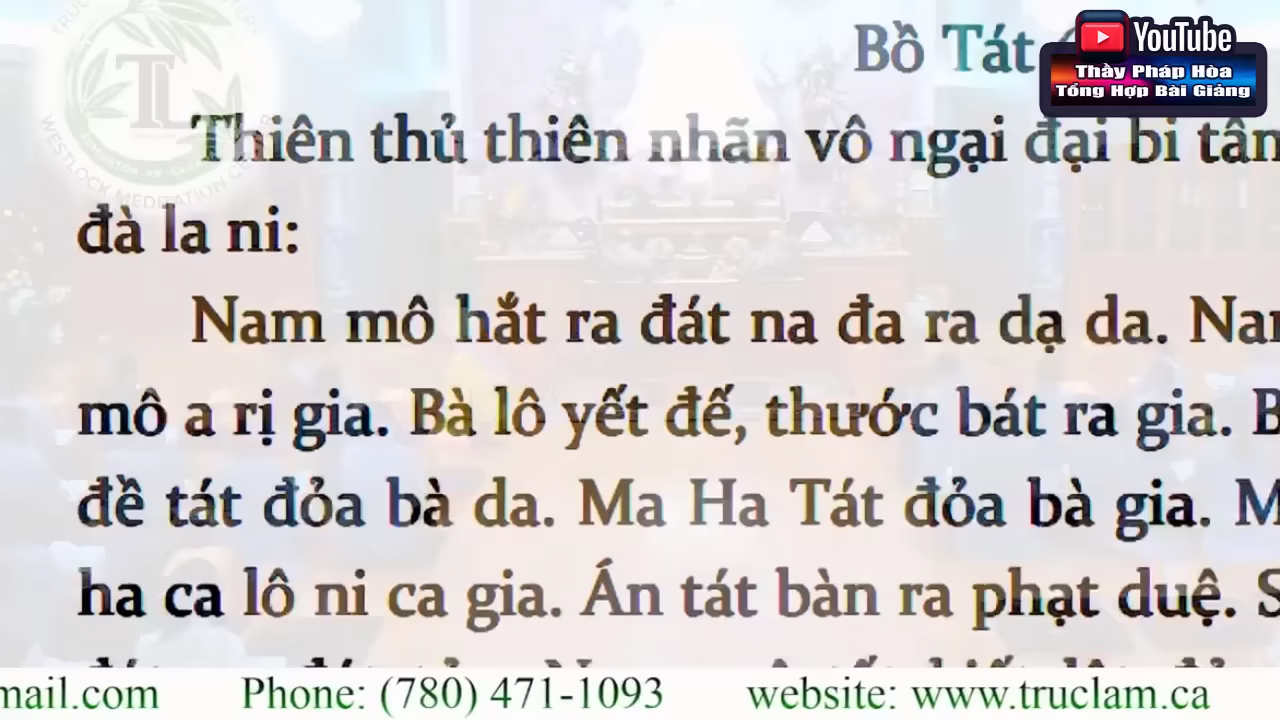 Bồ Tát
YouTube
Thầy Pháp Hòa
Tổng Hợp Bài Giảng
Thiên thủ thiên nhãn vô ngại đại bi tâm
đà la ni:
Nam mô hắt ra đát na đa ra dạ da. Nam
mô a rị gia. Bà lô yết đế, thước bát ra gia. B
đề tát đỏa bà da. Ma Ha Tát đỏa bà gia. M
ha ca lô ni ca gia. Án tát bàn ra phạt duệ. S
mail.com Phone: (780) 471-1093 website: www.truclam.ca